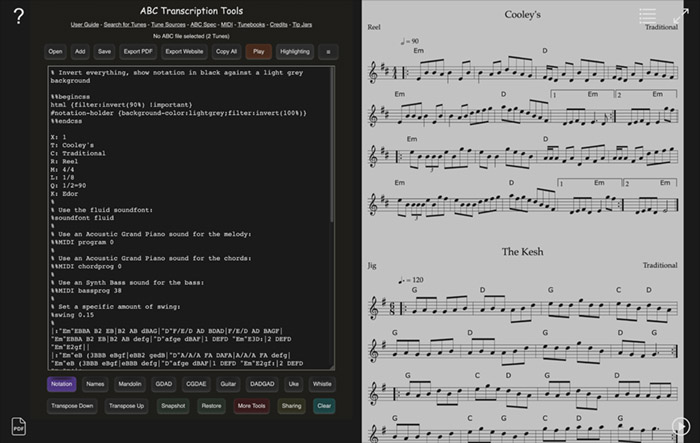 ?
ABC Transcription Tools
User Guide - Search for Tunes - Tune Sources - ABC Spec - MIDI - Tunebooks - Credits - Tip Jars
No ABC file selected (2 Tunes)
Open Add Save Export PDF Export Website Copy All Play Highlighting
% Invert everything, show notation in black against a light grey
background
%%begincss
html {filter:invert(90%) !important}
#notation-holder {background-color:lightgrey;filter:invert(100%)}
%%endcss
X: 1
T: Cooley's
C: Traditional
R: Reel
M: 4/4
L: 1/8
Q: 1/2=90
K: Edor
%
% Use the fluid soundfont:
%soundfont fluid
%
% Use an Acoustic Grand Piano sound for the melody:
%%MIDI program 0
%
% Use an Acoustic Grand Piano sound for the chords:
%%MIDI chordprog 0
%
% Use an Synth Bass sound for the bass:
%%MIDI bassprog 38
%
% Set a specific amount of swing:
%swing 0.15
%
|:"Em"EBBA B2 EB|B2 AB dBAG|"D"F/E/D AD BDAD|F/E/D AD BAGF|
"Em"EBBA B2 EB|B2 AB defg|"D"afge dBAF|1 DEFD "Em"E3D:|2 DEFD
"Em"E2gf||
|:"Em"eB (3BBB eBgf|eBB2 gedB|"D"A/A/A FA DAFA|A/A/A FA defg|
"Em"eB (3BBB eBgf|eBBB defg|"D"afge dBAF|1 DEFD "Em"E2gf:|2 DEFD
Notation Names Mandolin GDAD CGDAE Guitar DADGAD Uke Whistle
Transpose Down Transpose Up Snapshot Restore More Tools Sharing Clear
PDF
Cooley's
Reel Traditional
= 90
Em D
Em D 1 Em 2 Em
Em D
Em D 1 Em 2 Em
The Kesh
Jig Traditional
= 120
G D G C D
G D G D G
G C G D G
G C G C D G